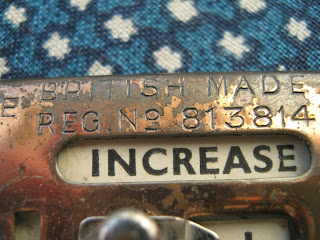 E BRITISH MADE
REG. Nº 813814
INCREASE